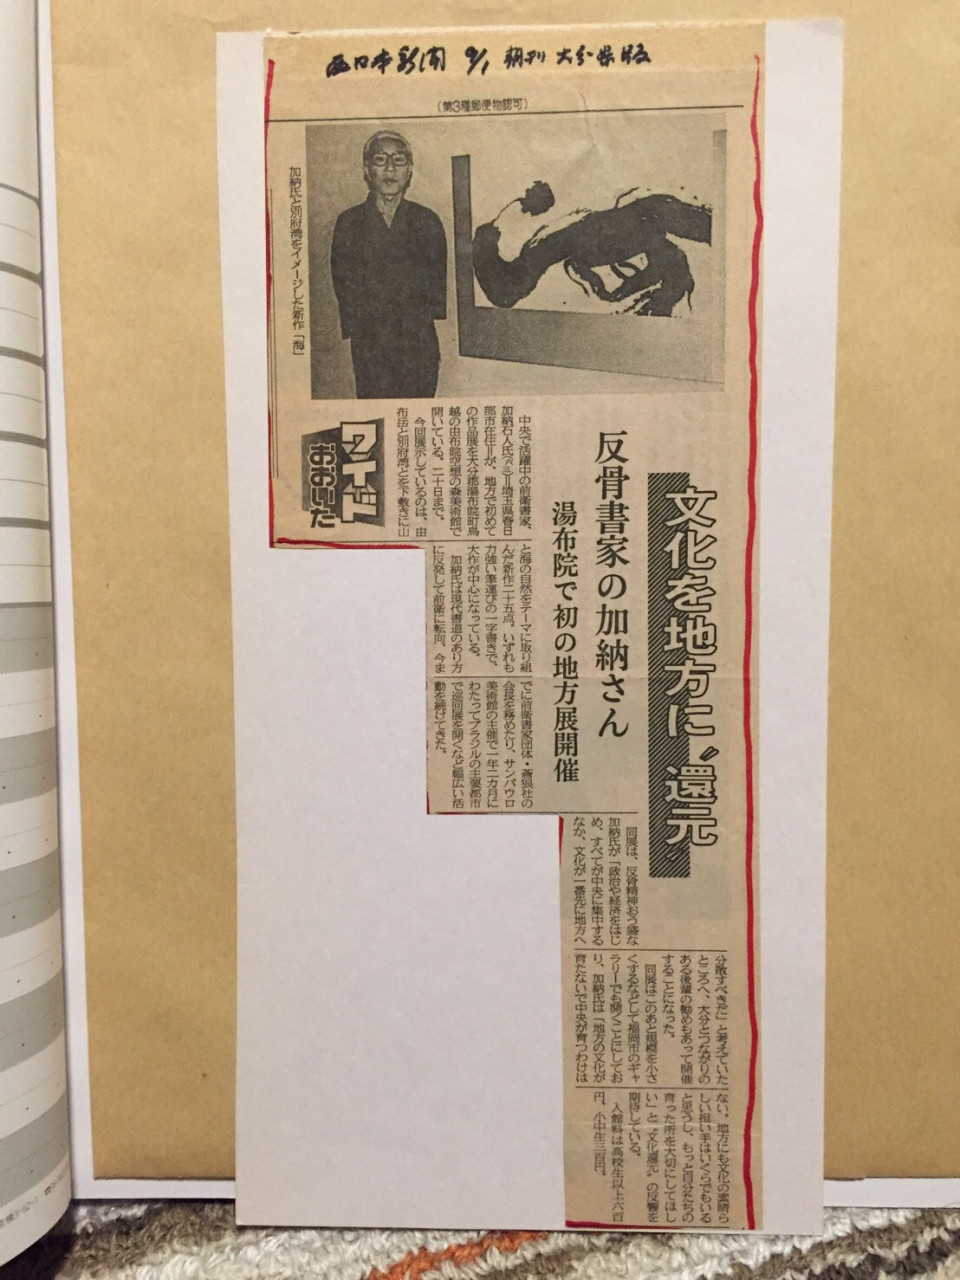 西日本新聞 9/1 朝刊 大分県版
(第3種郵便物認可)
加納氏と別府湾をイメージした新作「海」
文化を地方に〝還元〟
反骨書家の加納さん
湯布院で初の地方展開催
ワイド
おおいた
中央で活躍中の前衛書家、
加納石人氏
＝埼玉県春日
部市在住＝が、地方で初めて
の作品展を大分郡湯布院町鳥
越の由布院空想の森美術館で
開いている。二十日まで。
今回展示しているのは、由
布岳と別府湾とを下敷きに山
と海の自然をテーマに取り組
んだ新作二十五点。いずれも
力強い筆運びの一字書きで、
大作が中心になっている。
加納氏は現代書道のあり方
に反発して前衛に転向、今ま
でに前衛書家団体・蒼狼社の
会長を務めたり、サンパウロ
美術館の主催で一年二カ月に
わたってブラジルの主要都市
で巡回展を開くなど幅広い活
動を続けてきた。
同展は、反骨精神おう盛な
加納氏が「政治や経済をはじ
め、すべてが中央に集中する
なか、文化が一番先に地方へ
分散すべきだ」と考えていた
ところへ、大分とつながりの
ある後輩の勧めもあって開催
することになった。
同展はこのあと規模を小さ
くするなどして福岡市のギャ
ラリーでも開くことにしてお
り、加納氏は「地方の文化が
育たないで中央が育つわけは
ない。地方にも文化の素晴ら
しい担い手はいくらでもいる
と思うし、もっと自分たちの
育った所を大切にしてほし
い」と〝文化還元〟の反響を
期待している。
入館料は高校生以上六百
円、小中生三百円。